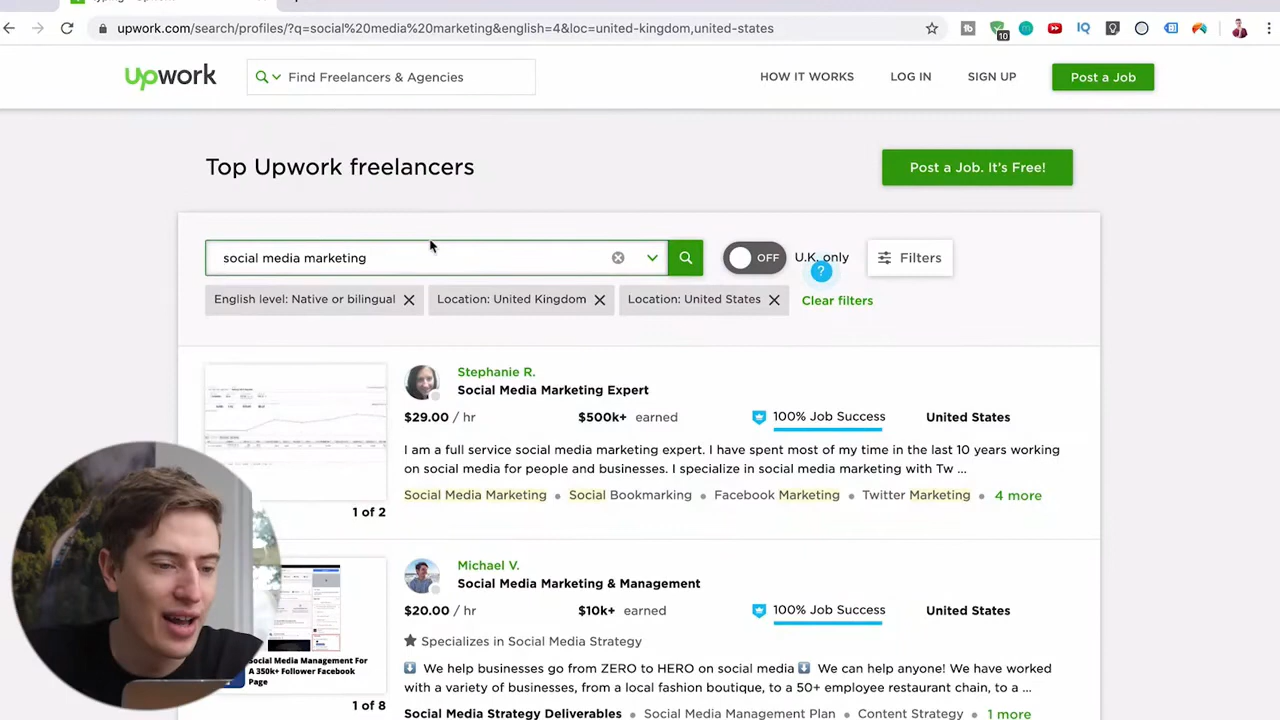 upwork.com/search/profiles/?q=social%20media%20marketing&english=4&loc=united-kingdom,united-states
10
IQ
upwork
Find Freelancers & Agencies
HOW IT WORKS
LOG IN
SIGN UP
Post a Job
Top Upwork freelancers
Post a Job. It's Free!
social media marketing
OFF
U.K. only
?
Filters
English level: Native or bilingual
Location: United Kingdom
Location: United States
Clear filters
Stephanie R.
Social Media Marketing Expert
$29.00 / hr
$500k+ earned
100% Job Success
United States
I am a full service social media marketing expert. I have spent most of my time in the last 10 years working
on social media for people and businesses. I specialize in social media marketing with Tw ...
Social Media Marketing
Social Bookmarking
Facebook Marketing
Twitter Marketing
4 more
1 of 2
Michael V.
Social Media Marketing & Management
$20.00 / hr
$10k+ earned
100% Job Success
United States
Specializes in Social Media Strategy
We help businesses go from ZERO to HERO on social media We can help anyone! We have worked
with a variety of businesses, from a local fashion boutique, to a 50+ employee restaurant chain, to a ...
Social Media Strategy Deliverables
Social Media Management Plan
Content Strategy
1 more
Social Media Management For
A 350k+ Follower Facebook
Page
1 of 8